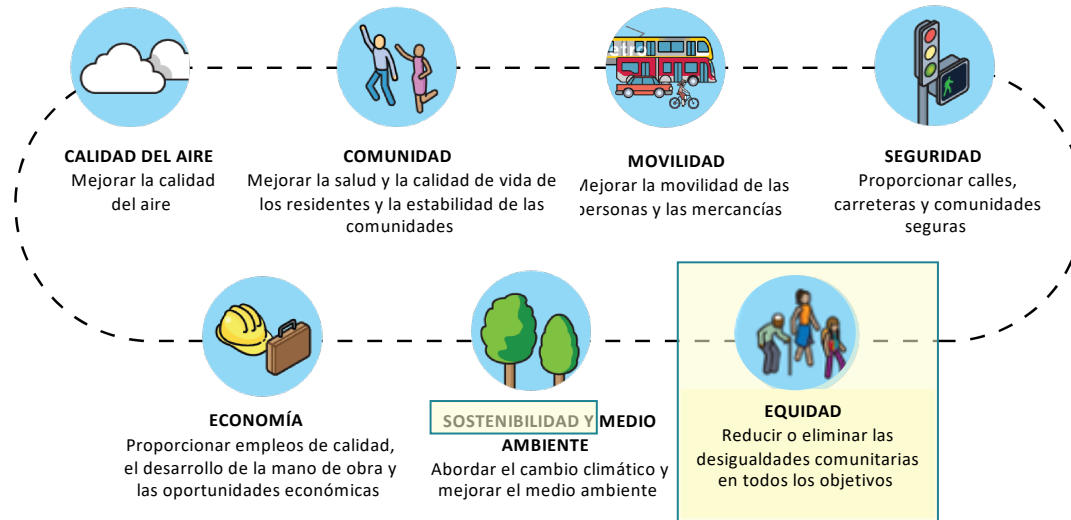 etro
CALIDAD DEL AIRE
Mejorar la calidad
del aire
COMUNIDAD
Mejorar la salud y la calidad de vida de
los residentes y la estabilidad de las
comunidades
MOVILIDAD
Mejorar la movilidad de las
personas y las mercancías
SEGURIDAD
Proporcionar calles,
carreteras y comunidades
seguras
ECONOMÍA
Proporcionar empleos de calidad,
el desarrollo de la mano de obra y
las oportunidades económicas
SOSTENIBILIDAD Y MEDIO
AMBIENTE
Abordar el cambio climático y
mejorar el medio ambiente
EQUIDAD
Reducir o eliminar las
desigualdades comunitarias
en todos los objetivos